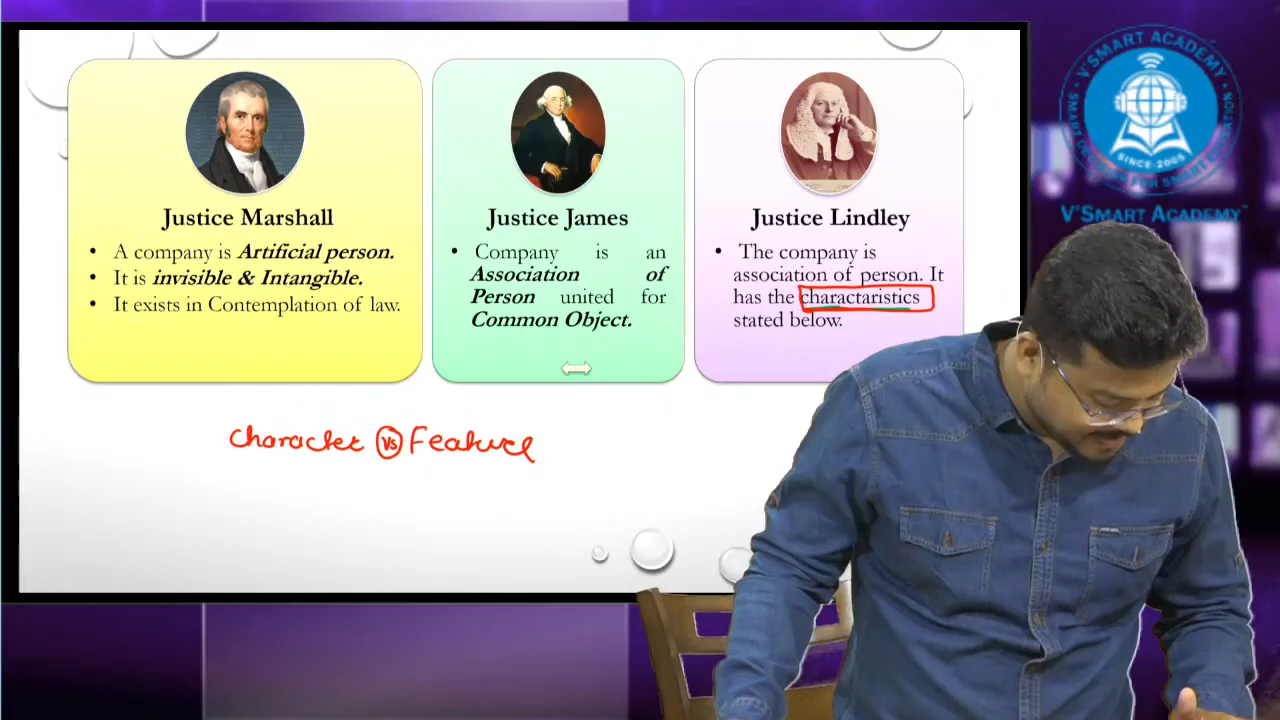 Justice Marshall
• A company is Artificial person.
• It is invisible & Intangible.
• It exists in Contemplation of law.
Justice James
• Company is an
Association of
Person united for
Common Object.
Justice Lindley
• The company is
association of person. It
has the charactaristics
stated below.
Character Vs Feature
V'SMART ACADEMY
SINCE-2005
V'SMART ACADEMY